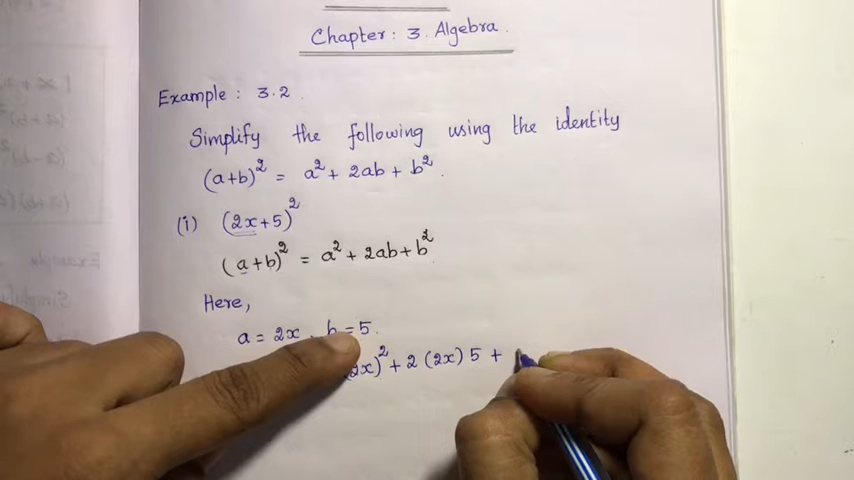 Chapter: 3. Algebra.
Example: 3.2.
Simplify the following using the identity
(a+b)² = a² + 2ab + b².
(i) (2x+5)²
(a+b)² = a² + 2ab + b²
Here,
a = 2x, b = 5.
2x)² + 2 (2x) 5 +